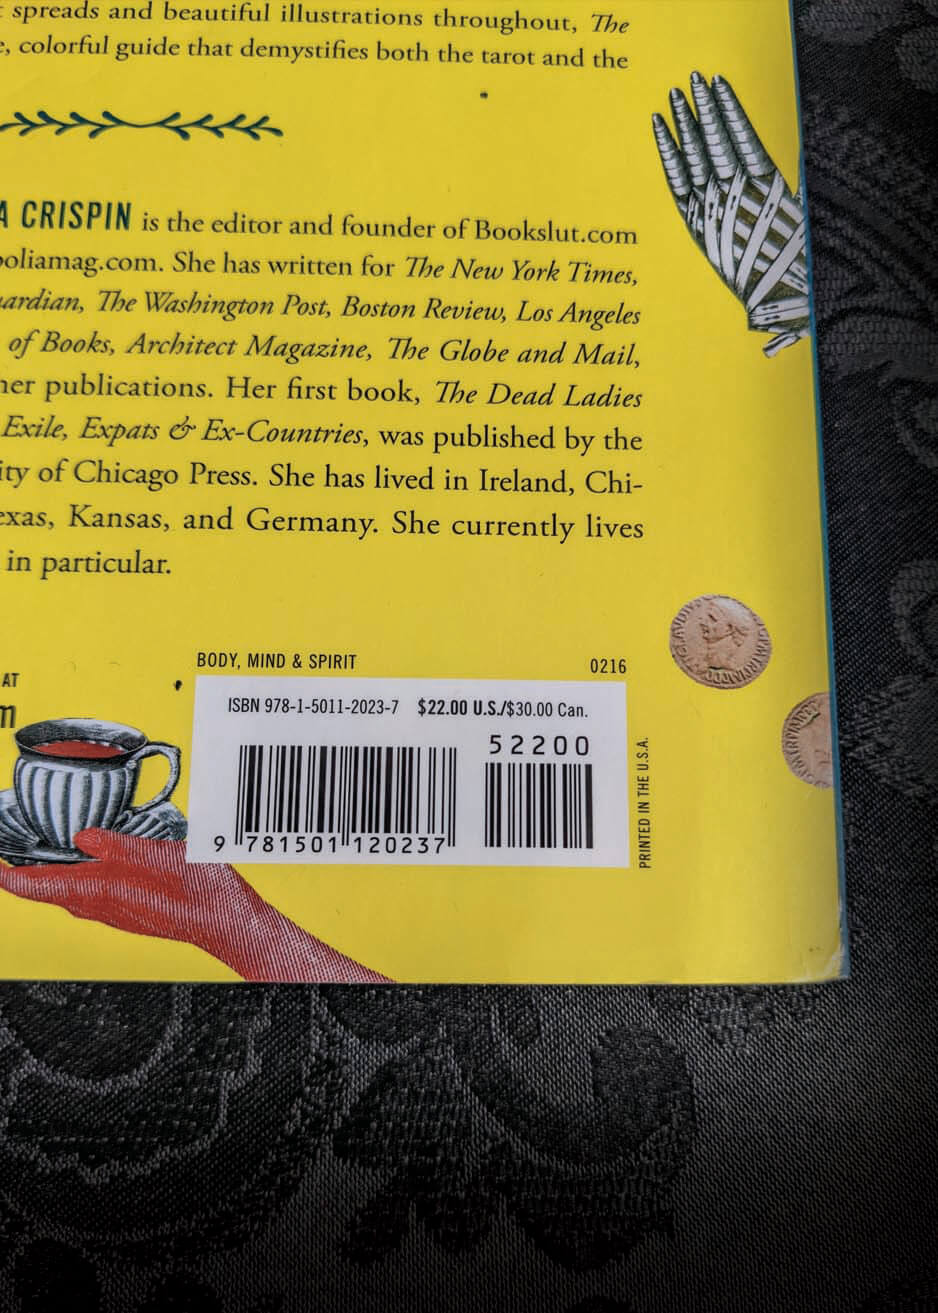 spreads and beautiful illustrations throughout, The
, colorful guide that demystifies both the tarot and the
A CRISPIN is the editor and founder of Bookslut.com
oliamag.com. She has written for The New York Times,
ardian, The Washington Post, Boston Review, Los Angeles
of Books, Architect Magazine, The Globe and Mail,
her publications. Her first book, The Dead Ladies
Exile, Expats & Ex-Countries, was published by the
ity of Chicago Press. She has lived in Ireland, Chi-
exas, Kansas, and Germany. She currently lives
in particular.
BODY, MIND & SPIRIT 0216
AT
m
ISBN 978-1-5011-2023-7 $22.00 U.S./$30.00 Can.
52200
9 781501 120237
PRINTED IN THE U.S.A.